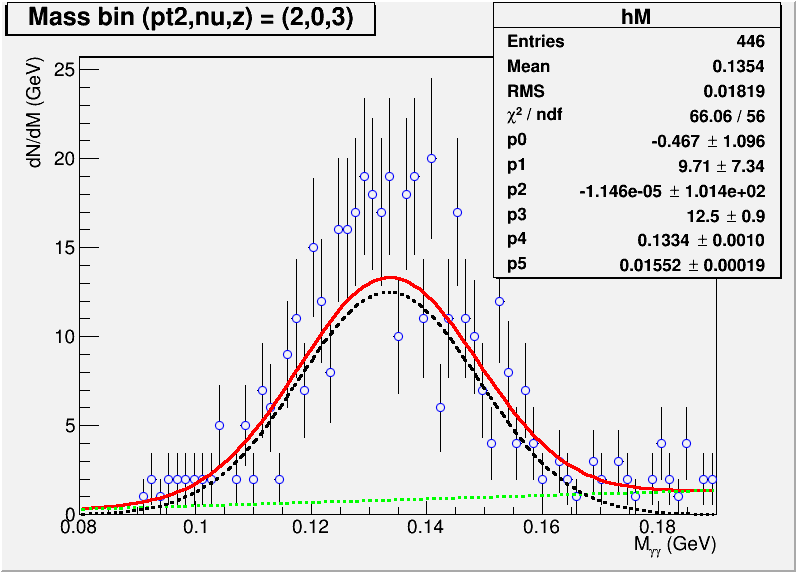 Mass bin (pt2,nu,z) = (2,0,3)
hM
Entries 446
Mean 0.1354
RMS 0.01819
χ² / ndf 66.06 / 56
p0 -0.467 ± 1.096
p1 9.71 ± 7.34
p2 -1.146e-05 ± 1.014e+02
p3 12.5 ± 0.9
p4 0.1334 ± 0.0010
p5 0.01552 ± 0.00019
dN/dM (GeV)
25
20
15
10
5
0
0.08 0.1 0.12 0.14 0.16 0.18
Mγγ (GeV)